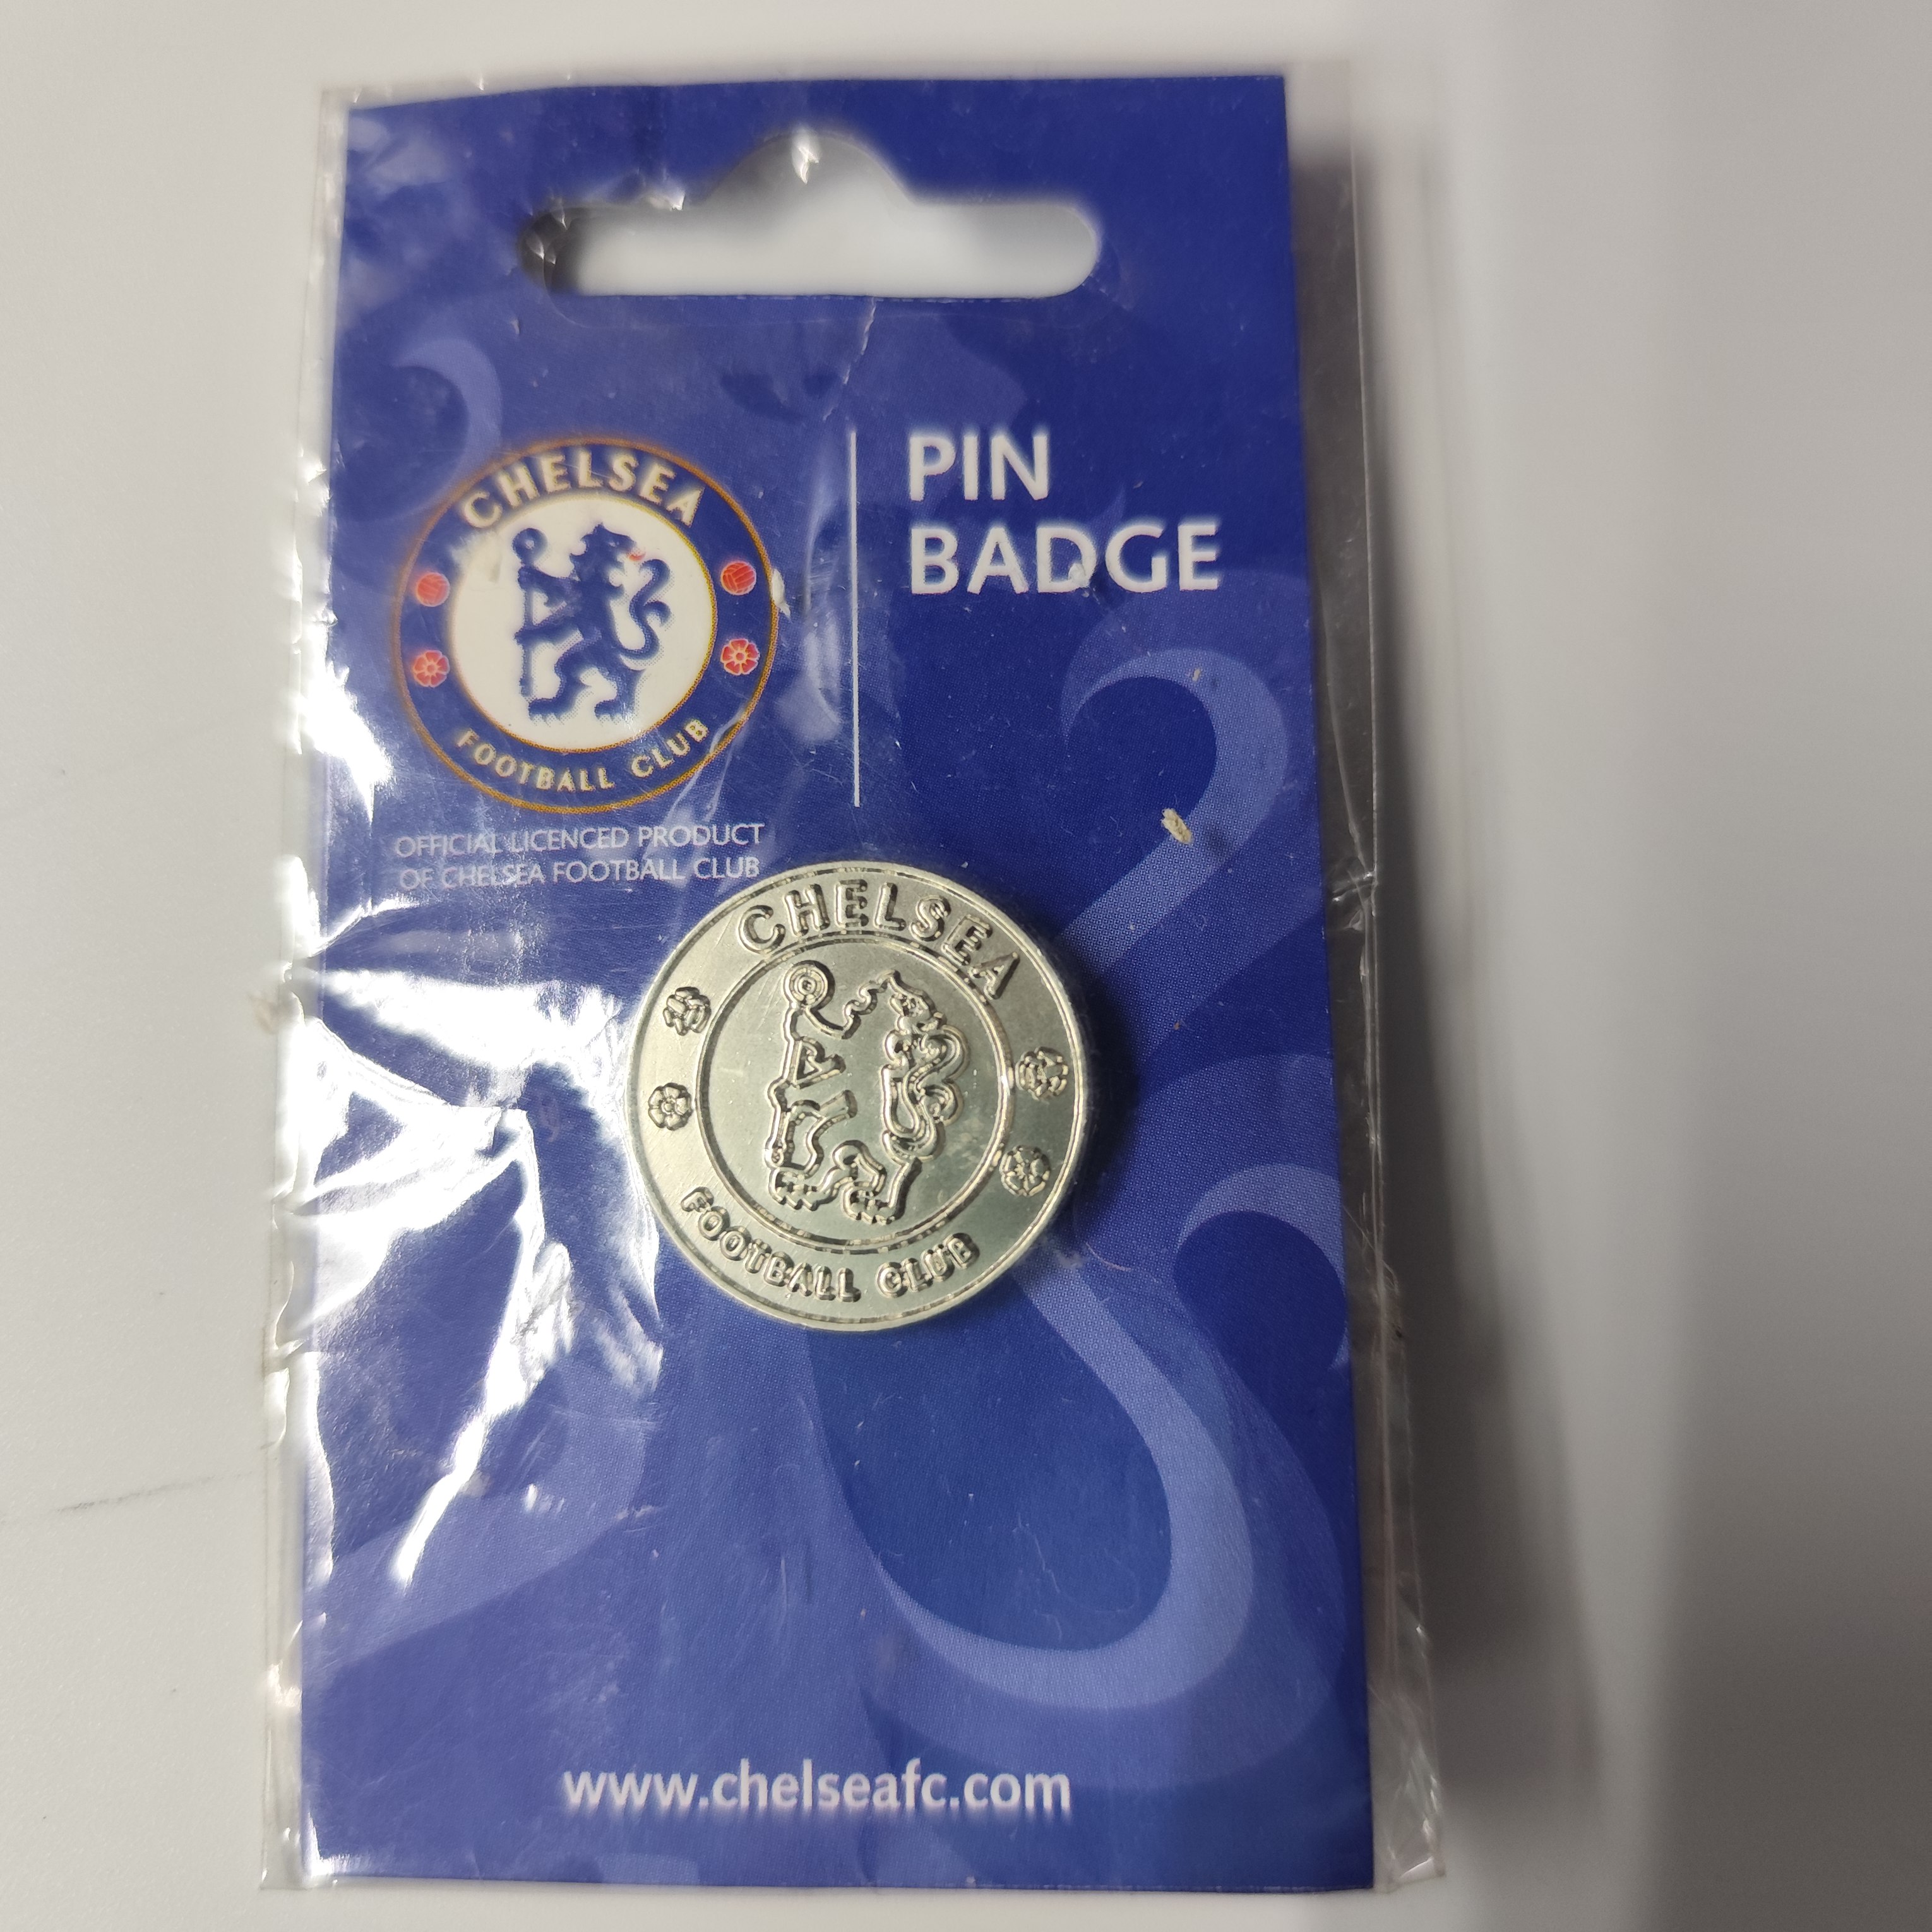 CHELSEA
FOOTBALL CLUB
PIN
BADGE
OFFICIAL LICENCED PRODUCT
OF CHELSEA FOOTBALL CLUB
CHELSEA
FOOTBALL CLUB
www.chelseafc.com